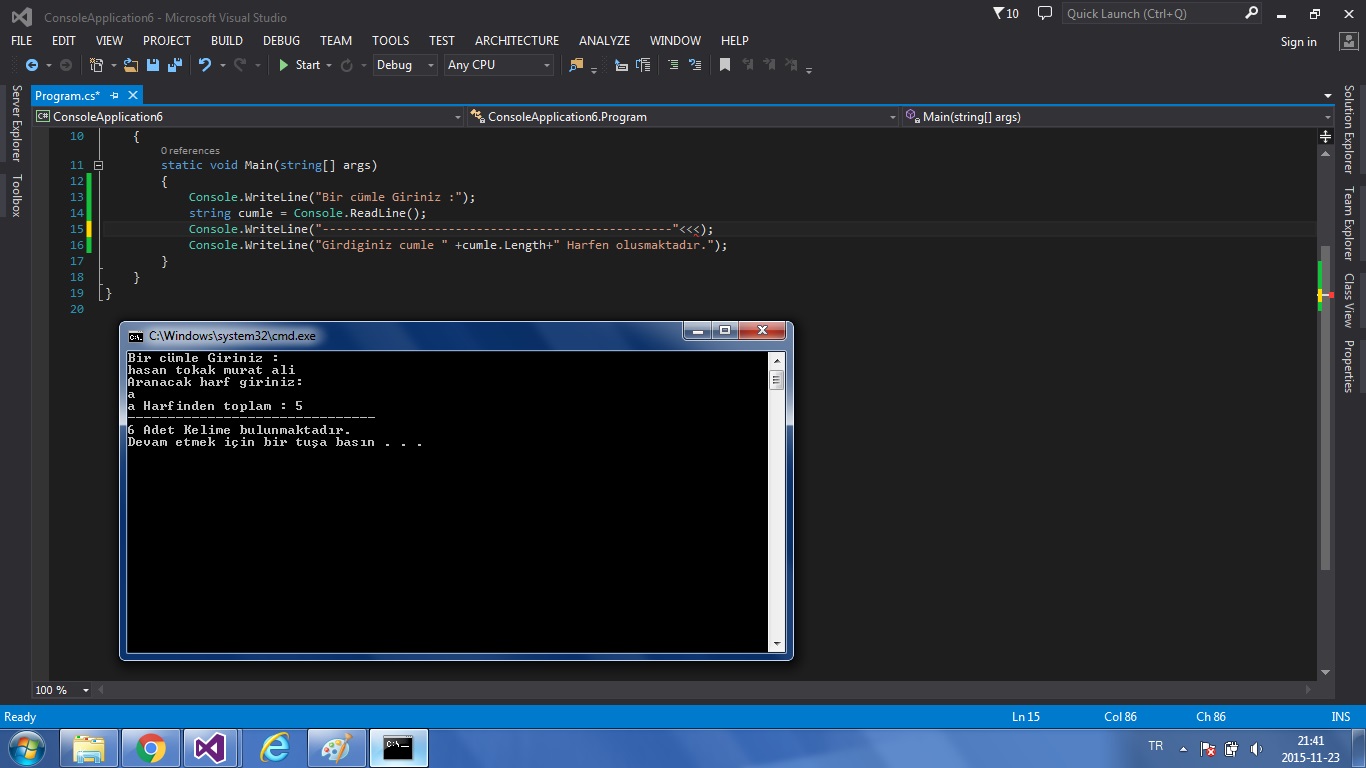 ConsoleApplication6 - Microsoft Visual Studio
10
Quick Launch (Ctrl+Q)
FILE EDIT VIEW PROJECT BUILD DEBUG TEAM TOOLS TEST ARCHITECTURE ANALYZE WINDOW HELP
Sign in
Start Debug Any CPU
Server Explorer
Toolbox
Program.cs*
ConsoleApplication6 ConsoleApplication6.Program Main(string[] args)
10 {
0 references
11 static void Main(string[] args)
12 {
13 Console.WriteLine("Bir cümle Giriniz :");
14 string cumle = Console.ReadLine();
15 Console.WriteLine("--------------------------------------------------"<<<);
16 Console.WriteLine("Girdiginiz cumle " +cumle.Length+" Harfen olusmaktadır.");
17 }
18 }
19 }
20
C:\Windows\system32\cmd.exe
Bir cümle Giriniz :
hasan tokak murat ali
Aranacak harf giriniz:
a
a Harfinden toplam : 5
-------------------------------
6 Adet Kelime bulunmaktadır.
Devam etmek için bir tuşa basın . . .
Solution Explorer
Team Explorer
Class View
Properties
100 %
Ready Ln 15 Col 86 Ch 86 INS
C:\
TR
21:41
2015-11-23